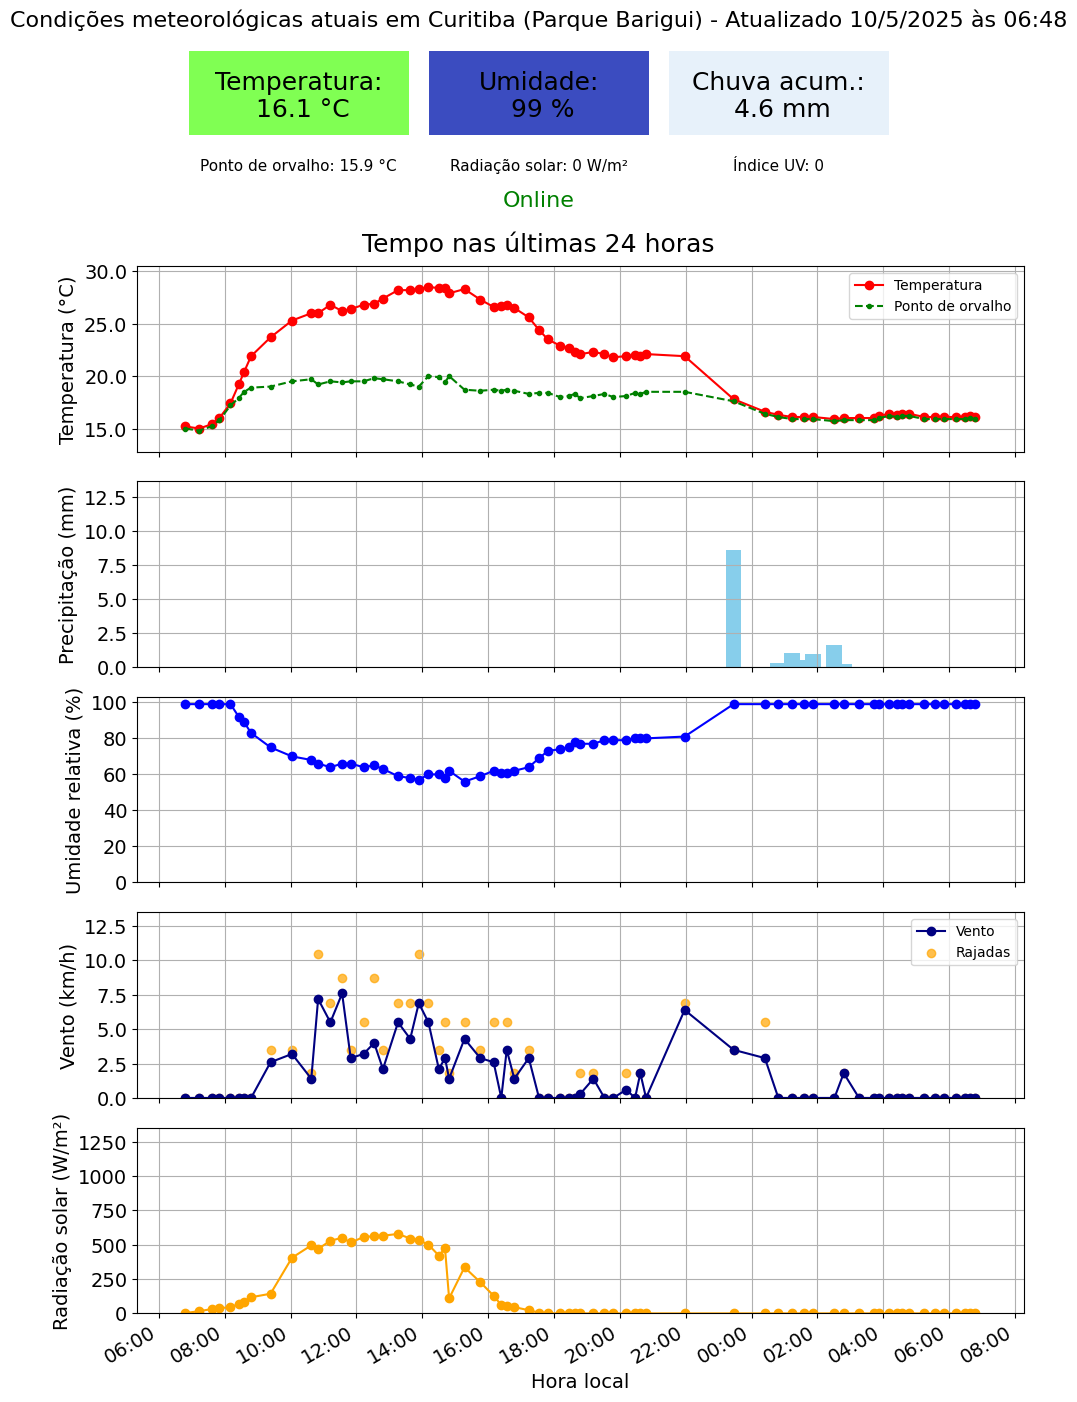 Condições meteorológicas atuais em Curitiba (Parque Barigui) - Atualizado 10/5/2025 às 06:48
Temperatura:
16.1 °C
Umidade:
99 %
Chuva acum.:
4.6 mm
Ponto de orvalho: 15.9 °C
Radiação solar: 0 W/m²
Índice UV: 0
Online
Tempo nas últimas 24 horas
Temperatura (°C)
30.0
25.0
20.0
15.0
Temperatura
Ponto de orvalho
Precipitação (mm)
12.5
10.0
7.5
5.0
2.5
0.0
Umidade relativa (%)
100
80
60
40
20
0
Vento (km/h)
12.5
10.0
7.5
5.0
2.5
0.0
Vento
Rajadas
Radiação solar (W/m²)
1250
1000
750
500
250
0
06:00 08:00 10:00 12:00 14:00 16:00 18:00 20:00 22:00 00:00 02:00 04:00 06:00 08:00
Hora local